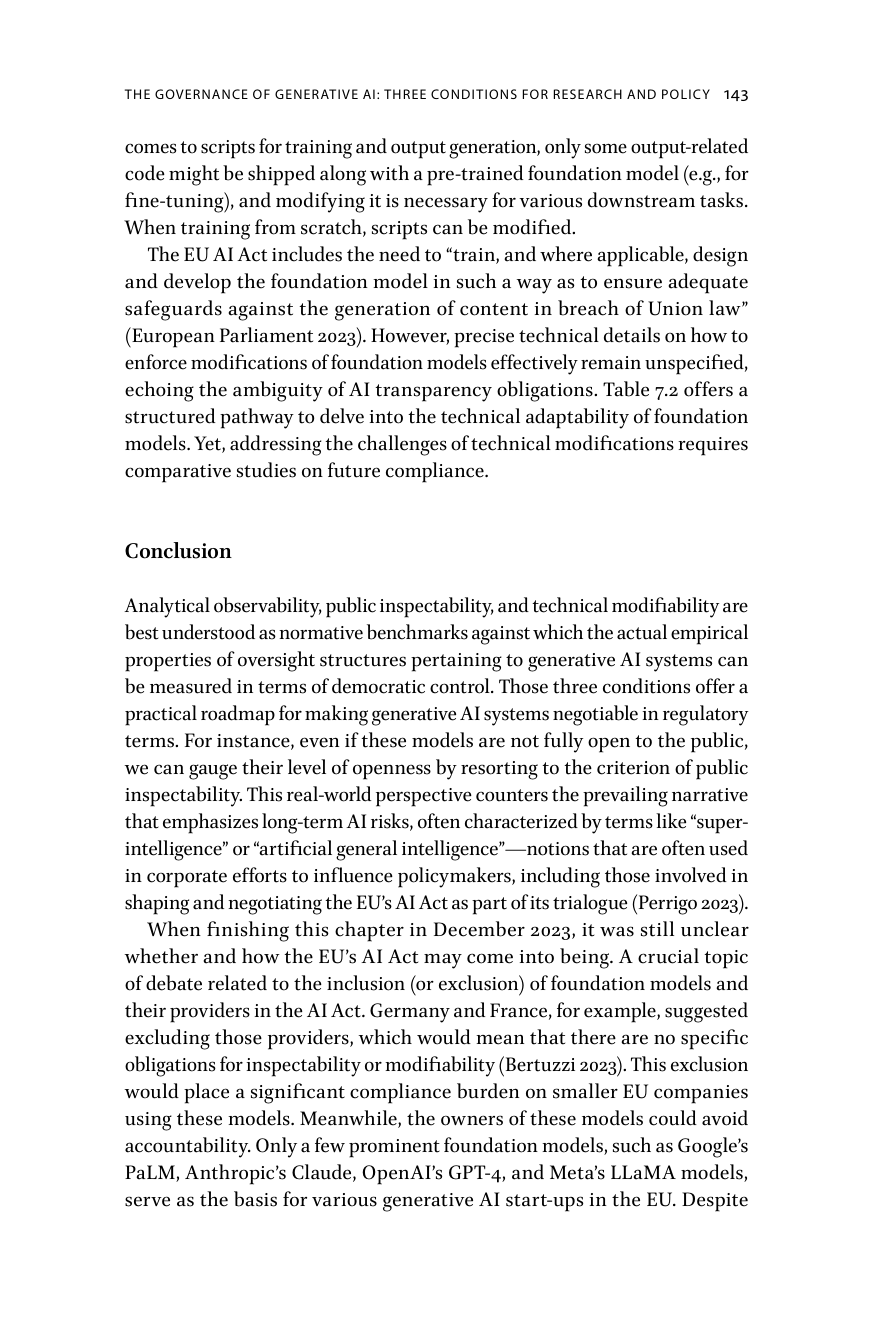 THE GOVERNANCE OF GENERATIVE AI: THREE CONDITIONS FOR RESEARCH AND POLICY 143
comes to scripts for training and output generation, only some output-related
code might be shipped along with a pre-trained foundation model (e.g., for
fine-tuning), and modifying it is necessary for various downstream tasks.
When training from scratch, scripts can be modified.
The EU AI Act includes the need to “train, and where applicable, design
and develop the foundation model in such a way as to ensure adequate
safeguards against the generation of content in breach of Union law”
(European Parliament 2023). However, precise technical details on how to
enforce modifications of foundation models effectively remain unspecified,
echoing the ambiguity of AI transparency obligations. Table 7.2 offers a
structured pathway to delve into the technical adaptability of foundation
models. Yet, addressing the challenges of technical modifications requires
comparative studies on future compliance.
Conclusion
Analytical observability, public inspectability, and technical modifiability are
best understood as normative benchmarks against which the actual empirical
properties of oversight structures pertaining to generative AI systems can
be measured in terms of democratic control. Those three conditions offer a
practical roadmap for making generative AI systems negotiable in regulatory
terms. For instance, even if these models are not fully open to the public,
we can gauge their level of openness by resorting to the criterion of public
inspectability. This real-world perspective counters the prevailing narrative
that emphasizes long-term AI risks, often characterized by terms like “super-
intelligence” or “artificial general intelligence”—notions that are often used
in corporate efforts to influence policymakers, including those involved in
shaping and negotiating the EU’s AI Act as part of its trialogue (Perrigo 2023).
When finishing this chapter in December 2023, it was still unclear
whether and how the EU’s AI Act may come into being. A crucial topic
of debate related to the inclusion (or exclusion) of foundation models and
their providers in the AI Act. Germany and France, for example, suggested
excluding those providers, which would mean that there are no specific
obligations for inspectability or modifiability (Bertuzzi 2023). This exclusion
would place a significant compliance burden on smaller EU companies
using these models. Meanwhile, the owners of these models could avoid
accountability. Only a few prominent foundation models, such as Google’s
PaLM, Anthropic’s Claude, OpenAI’s GPT-4, and Meta’s LLaMA models,
serve as the basis for various generative AI start-ups in the EU. Despite